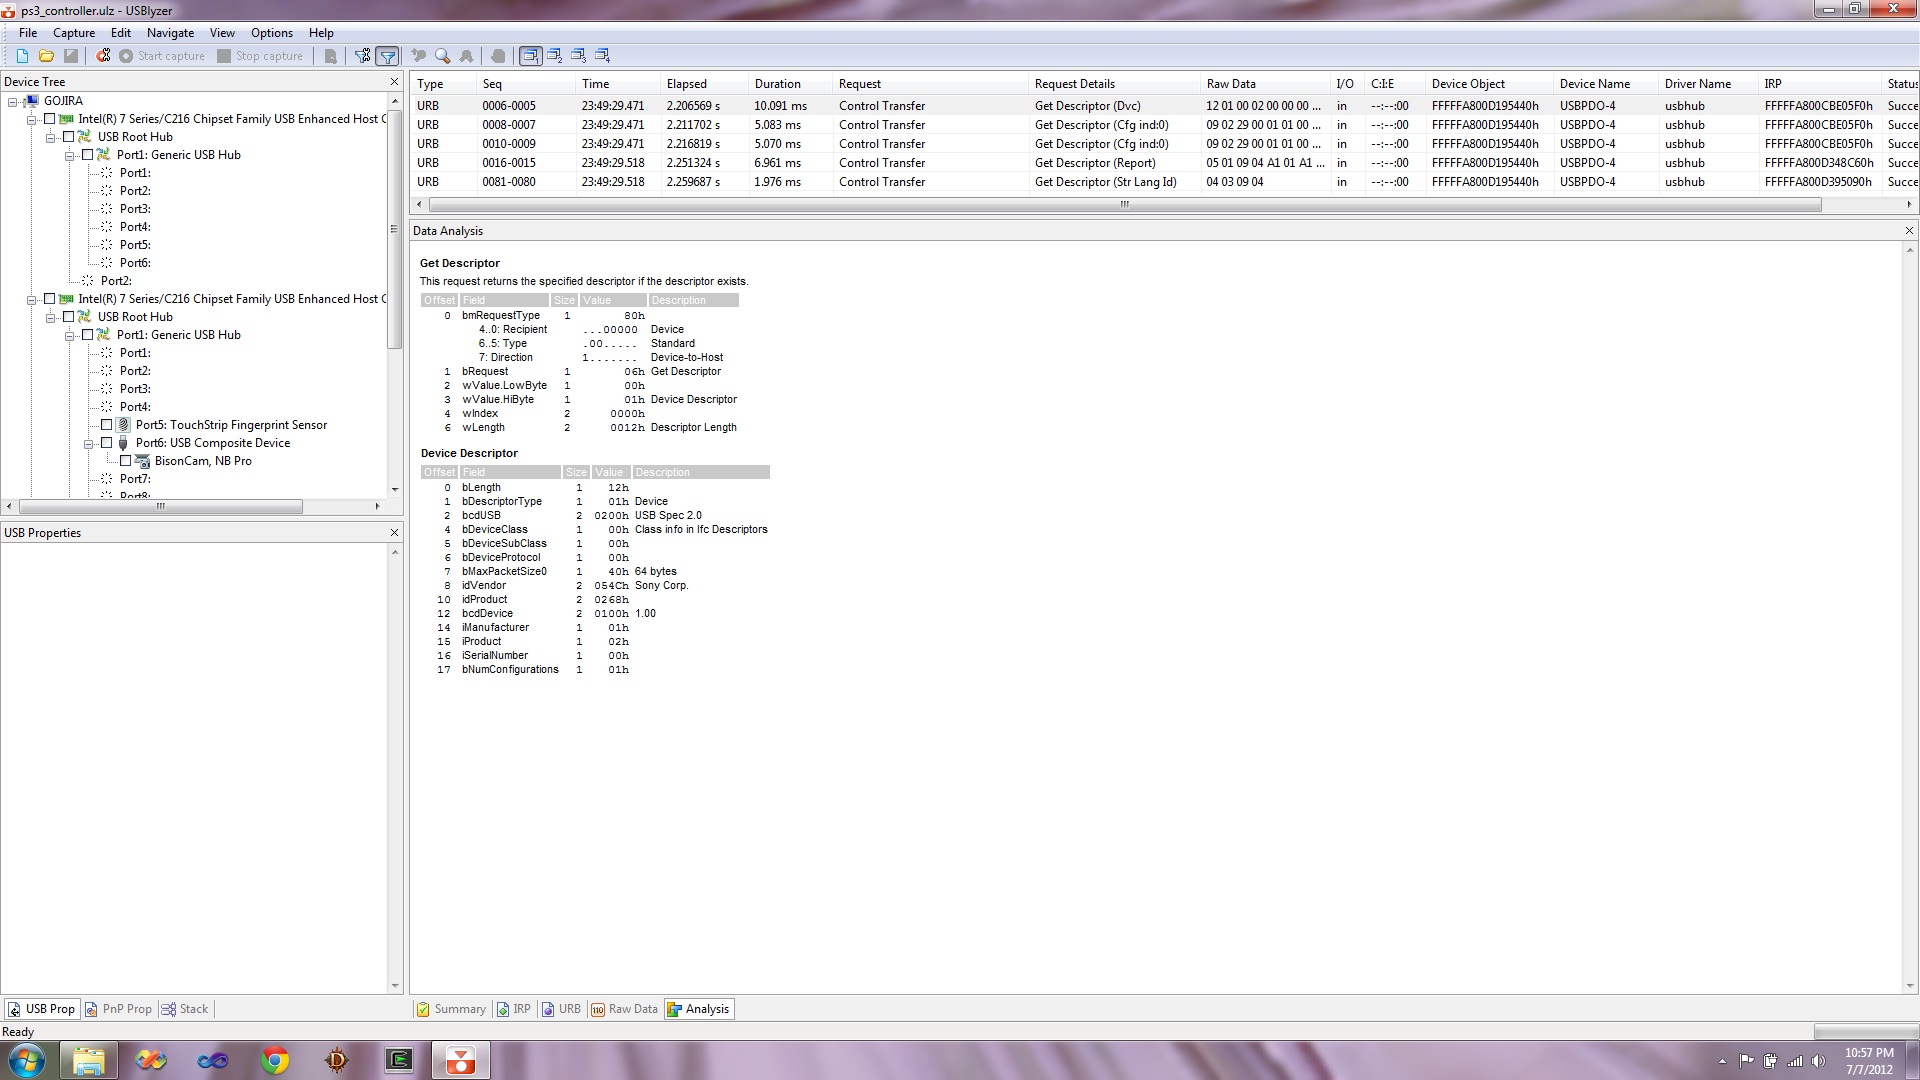 ps3_controller.ulz - USBlyzer
File Capture Edit Navigate View Options Help
Start capture Stop capture
Device Tree
GOJIRA
Intel(R) 7 Series/C216 Chipset Family USB Enhanced Host C
USB Root Hub
Port1: Generic USB Hub
Port1:
Port2:
Port3:
Port4:
Port5:
Port6:
Port2:
Intel(R) 7 Series/C216 Chipset Family USB Enhanced Host C
USB Root Hub
Port1: Generic USB Hub
Port1:
Port2:
Port3:
Port4:
Port5: TouchStrip Fingerprint Sensor
Port6: USB Composite Device
BisonCam, NB Pro
Port7:
Port8:
USB Properties
USB Prop PnP Prop Stack
Type Seq Time Elapsed Duration Request Request Details Raw Data I/O C:I:E Device Object Device Name Driver Name IRP Status
URB 0006-0005 23:49:29.471 2.206569 s 10.091 ms Control Transfer Get Descriptor (Dvc) 12 01 00 02 00 00 00 ... in --:--:00 FFFFFA800D195440h USBPDO-4 usbhub FFFFFA800CBE05F0h Succe
URB 0008-0007 23:49:29.471 2.211702 s 5.083 ms Control Transfer Get Descriptor (Cfg ind:0) 09 02 29 00 01 01 00 ... in --:--:00 FFFFFA800D195440h USBPDO-4 usbhub FFFFFA800CBE05F0h Succe
URB 0010-0009 23:49:29.471 2.216819 s 5.070 ms Control Transfer Get Descriptor (Cfg ind:0) 09 02 29 00 01 01 00 ... in --:--:00 FFFFFA800D195440h USBPDO-4 usbhub FFFFFA800CBE05F0h Succe
URB 0016-0015 23:49:29.518 2.251324 s 6.961 ms Control Transfer Get Descriptor (Report) 05 01 09 04 A1 01 A1 ... in --:--:00 FFFFFA800D195440h USBPDO-4 usbhub FFFFFA800D348C60h Succe
URB 0081-0080 23:49:29.518 2.259687 s 1.976 ms Control Transfer Get Descriptor (Str Lang Id) 04 03 09 04 in --:--:00 FFFFFA800D195440h USBPDO-4 usbhub FFFFFA800D395090h Succe
Data Analysis
Get Descriptor
This request returns the specified descriptor if the descriptor exists.
Offset Field Size Value Description
0 bmRequestType 1 80h
4..0: Recipient ...00000 Device
6..5: Type .00..... Standard
7: Direction 1....... Device-to-Host
1 bRequest 1 06h Get Descriptor
2 wValue.LowByte 1 00h
3 wValue.HiByte 1 01h Device Descriptor
4 wIndex 2 0000h
6 wLength 2 0012h Descriptor Length
Device Descriptor
Offset Field Size Value Description
0 bLength 1 12h
1 bDescriptorType 1 01h Device
2 bcdUSB 2 0200h USB Spec 2.0
4 bDeviceClass 1 00h Class info in Ifc Descriptors
5 bDeviceSubClass 1 00h
6 bDeviceProtocol 1 00h
7 bMaxPacketSize0 1 40h 64 bytes
8 idVendor 2 054Ch Sony Corp.
10 idProduct 2 0268h
12 bcdDevice 2 0100h 1.00
14 iManufacturer 1 01h
15 iProduct 1 02h
16 iSerialNumber 1 00h
17 bNumConfigurations 1 01h
Summary IRP URB Raw Data Analysis
Ready
10:57 PM
7/7/2012